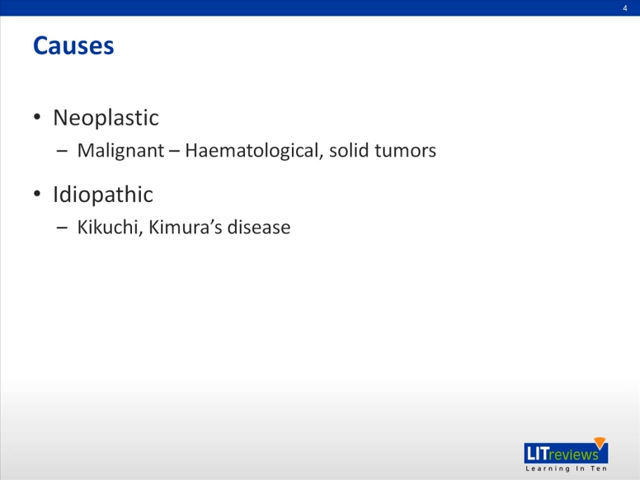 4
Causes
• Neoplastic
– Malignant – Haematological, solid tumors
• Idiopathic
– Kikuchi, Kimura’s disease
LITreviews
Learning In Ten